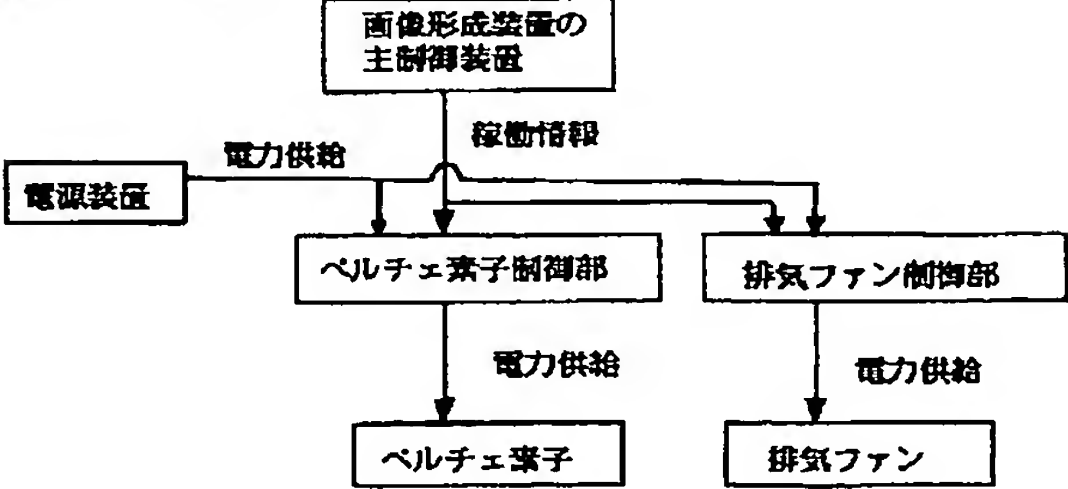 画像形成装置の
主制御装置
稼働情報
電力供給
電源装置
ペルチェ素子制御部
排気ファン制御部
電力供給
電力供給
ペルチェ素子
排気ファン